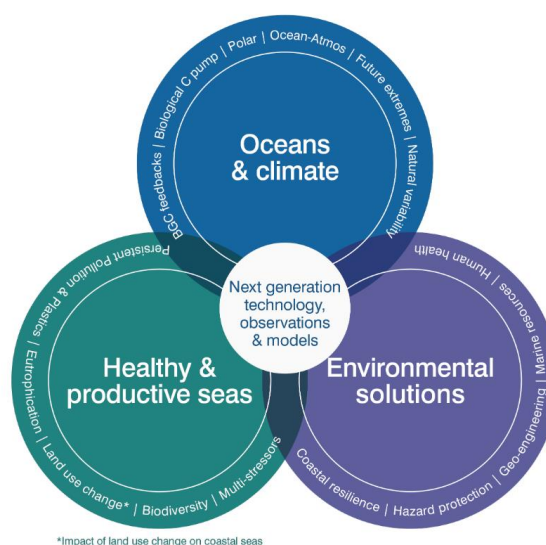 BGC feedbacks | Biological C pump | Polar | Ocean-Atmos | Future extremes | Natural variability
Oceans
& climate
Next generation
technology,
observations
& models
Persistent Pollution & Plastics | Eutrophication | Land use change* | Biodiversity | Multi-stressors
Healthy &
productive seas
Human health | Marine resources | Geo-engineering | Hazard protection | Coastal resilience
Environmental
solutions
*Impact of land use change on coastal seas